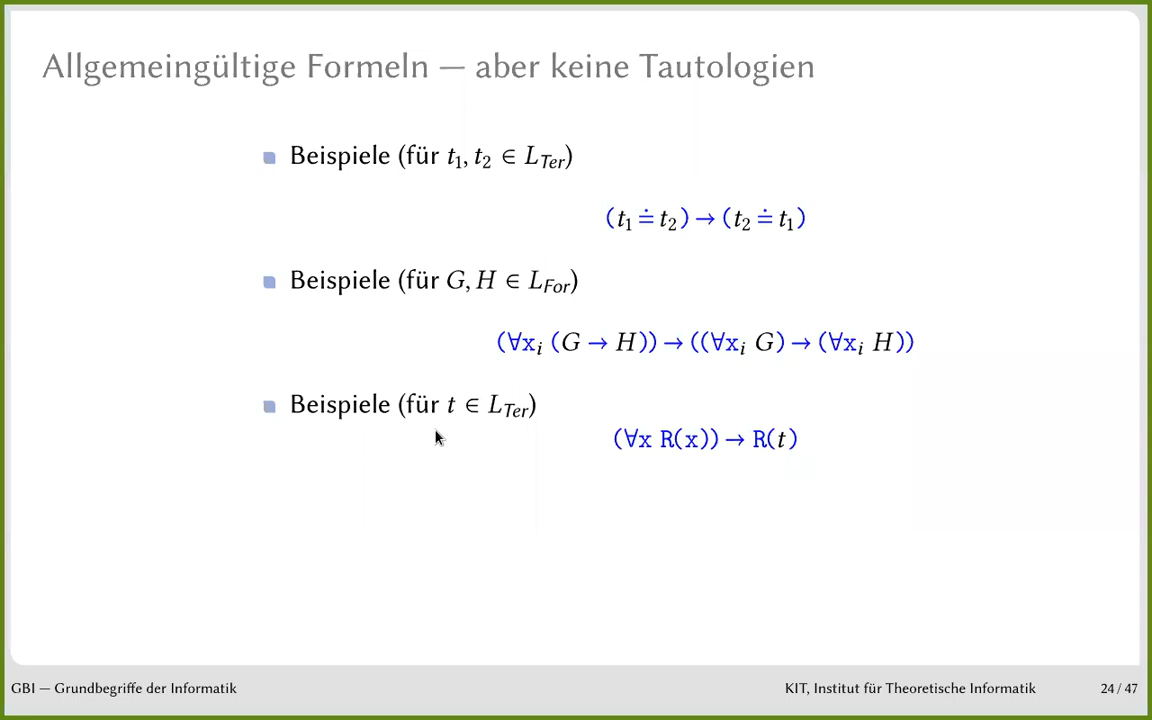 Allgemeingültige Formeln — aber keine Tautologien
Beispiele (für t₁, t₂ ∈ L_Ter)
(t₁ ≐ t₂) → (t₂ ≐ t₁)
Beispiele (für G, H ∈ L_For)
(∀xᵢ (G → H)) → ((∀xᵢ G) → (∀xᵢ H))
Beispiele (für t ∈ L_Ter)
(∀x R(x)) → R(t)
GBI — Grundbegriffe der Informatik
KIT, Institut für Theoretische Informatik
24 / 47